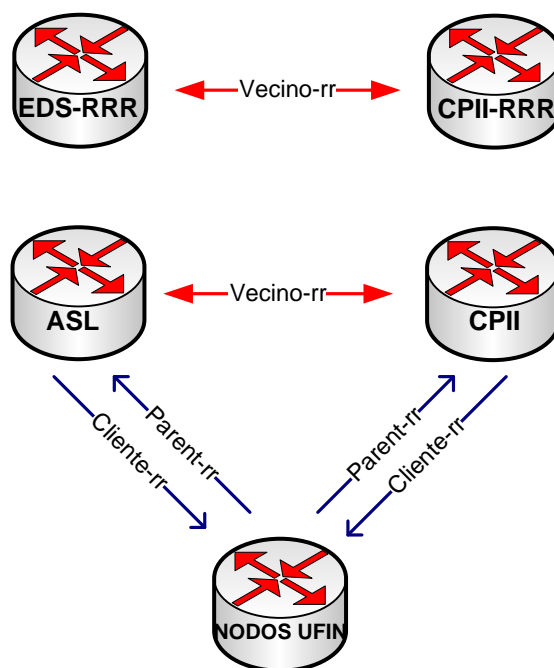 EDS-RRR
Vecino-rr
CPII-RRR
ASL
Vecino-rr
CPII
Cliente-rr
Parent-rr
Parent-rr
Cliente-rr
NODOS UFIN